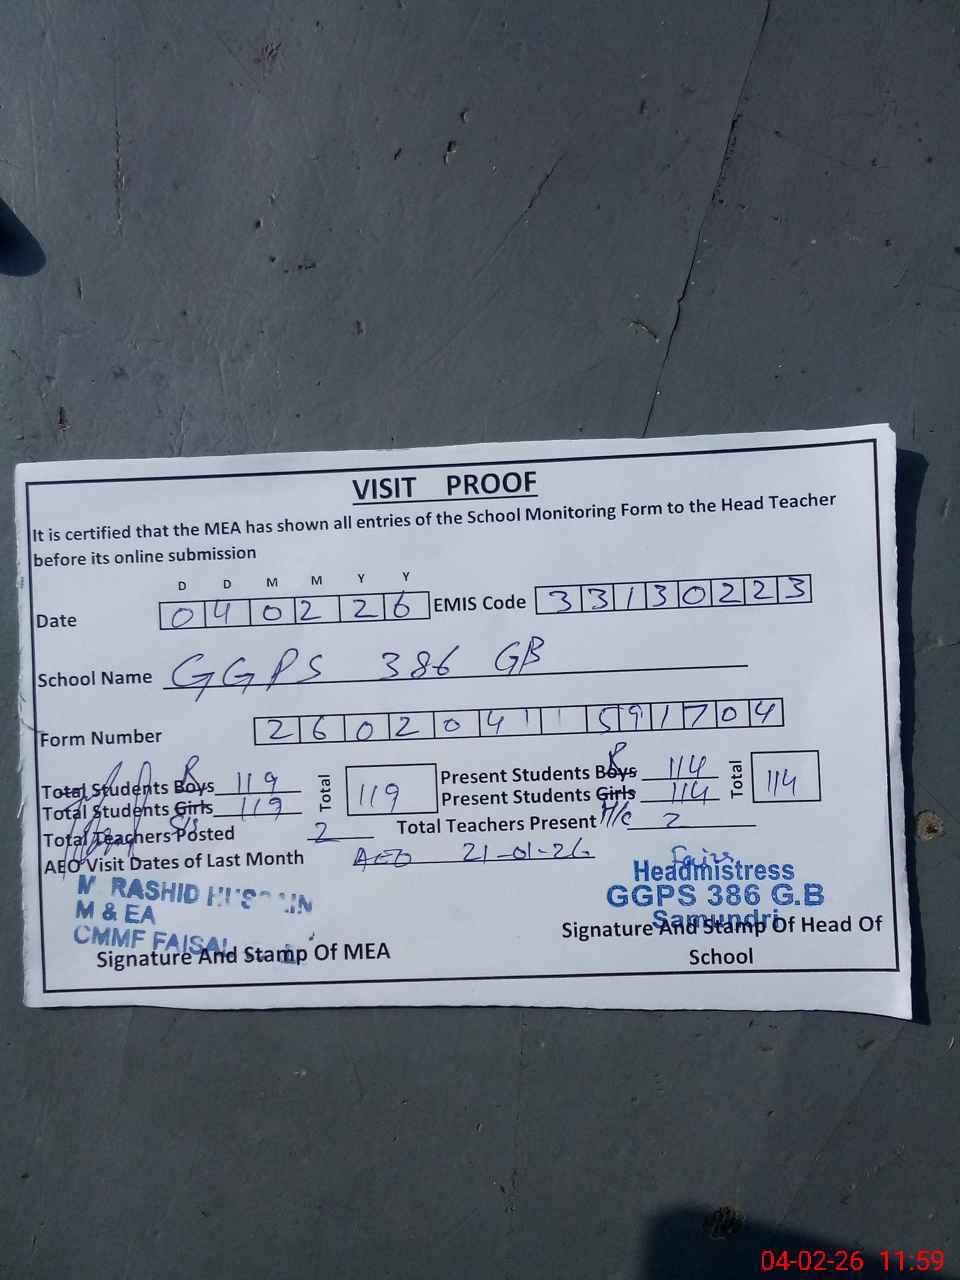 VISIT PROOF
It is certified that the MEA has shown all entries of the School Monitoring Form to the Head Teacher
before its online submission
D D M M Y Y
Date 0 4 0 2 2 6 EMIS Code 3 3 1 3 0 2 2 3
School Name GGPS 386 GB
Form Number 2 6 0 2 0 4 1 1 5 9 1 7 0 4
Total Students Boys 119 Total 119 Present Students Boys 114 Total 114
Total Students Girls 119 Present Students Girls 114
Total Teachers Posted 2 Total Teachers Present 2
AEO Visit Dates of Last Month AEO 21-01-26
M RASHID
M & EA
CMMF FAISAL
Signature And Stamp Of MEA
Headmistress
GGPS 386 G.B
Samundri
Signature And Stamp Of Head Of
School
04-02-26 11:59